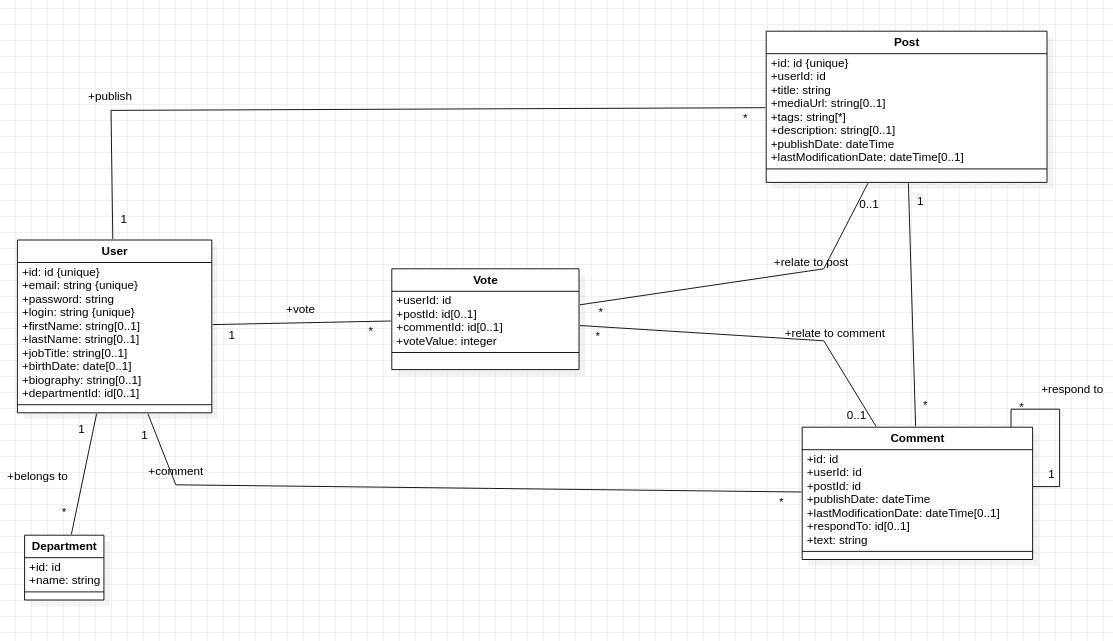 Post
+id: id {unique}
+userId: id
+title: string
+mediaUrl: string[0..1]
+tags: string[*]
+description: string[0..1]
+publishDate: dateTime
+lastModificationDate: dateTime[0..1]
+publish
*
1
0..1
1
User
+id: id {unique}
+email: string {unique}
+password: string
+login: string {unique}
+firstName: string[0..1]
+lastName: string[0..1]
+jobTitle: string[0..1]
+birthDate: date[0..1]
+biography: string[0..1]
+departmentId: id[0..1]
+vote
1
*
Vote
+userId: id
+postId: id[0..1]
+commentId: id[0..1]
+voteValue: integer
+relate to post
*
+relate to comment
*
0..1
*
+respond to
*
1
Comment
+id: id
+userId: id
+postId: id
+publishDate: dateTime
+lastModificationDate: dateTime[0..1]
+respondTo: id[0..1]
+text: string
1
1
+belongs to
+comment
*
*
Department
+id: id
+name: string